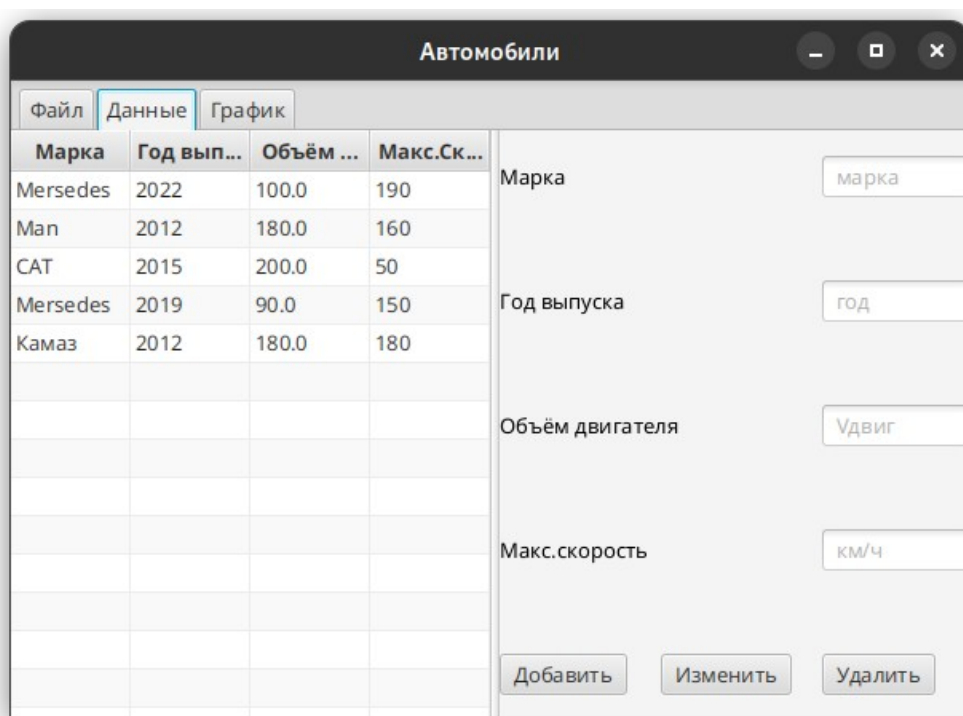 Автомобили
Файл Данные График
Марка Год вып... Объём ... Макс.Ск...
Mersedes 2022 100.0 190
Man 2012 180.0 160
CAT 2015 200.0 50
Mersedes 2019 90.0 150
Камаз 2012 180.0 180
Марка марка
Год выпуска год
Объём двигателя Vдвиг
Макс.скорость км/ч
Добавить Изменить Удалить